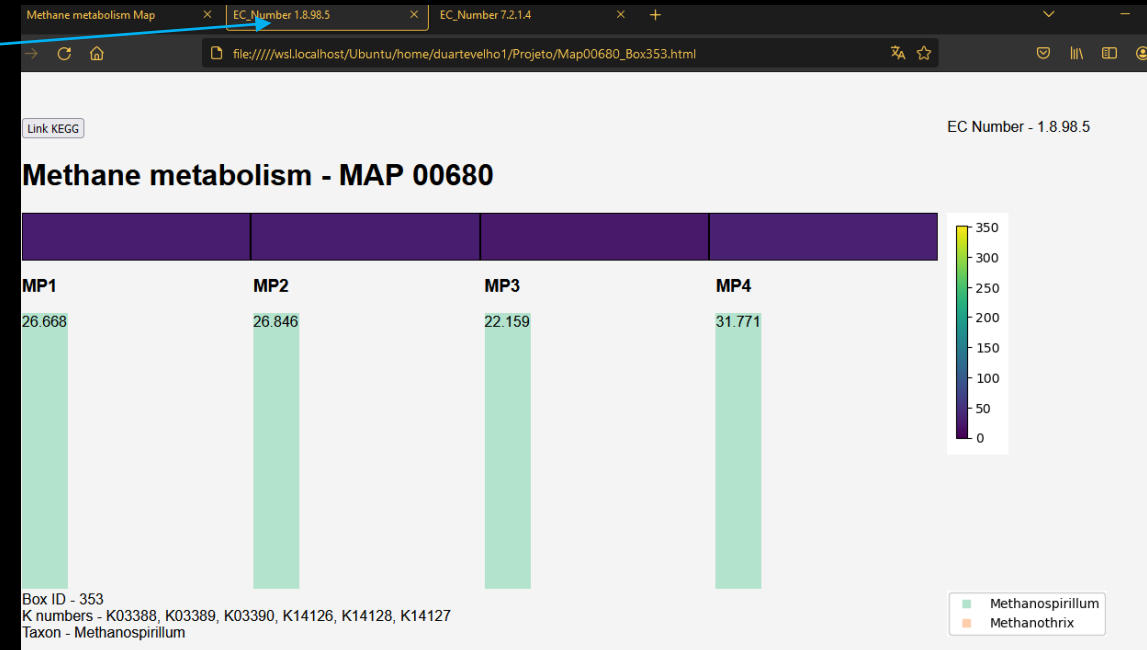 Methane metabolism Map
EC_Number 1.8.98.5
EC_Number 7.2.1.4
file://///wsl.localhost/Ubuntu/home/duartevelho1/Projeto/Map00680_Box353.html
Link KEGG
EC Number - 1.8.98.5
Methane metabolism - MAP 00680
350
300
250
200
150
100
50
0
MP1 MP2 MP3 MP4
26.668 26.846 22.159 31.771
Box ID - 353
K numbers - K03388, K03389, K03390, K14126, K14128, K14127
Taxon - Methanospirillum
Methanospirillum
Methanothrix